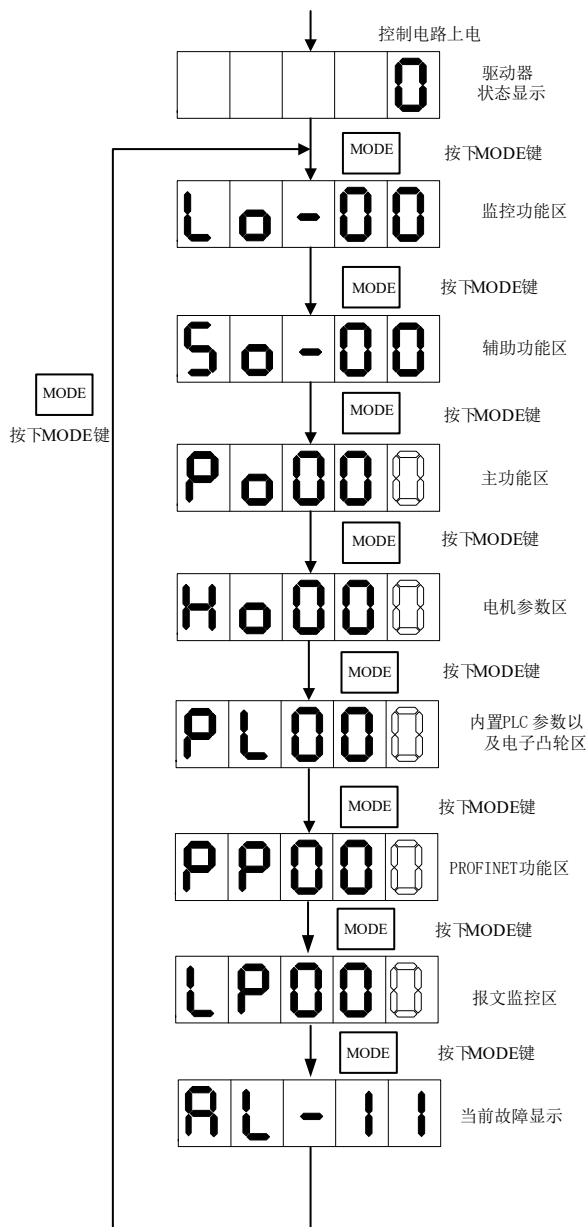 控制电路上电
0
驱动器
状态显示
MODE
按下MODE键
Lo-00
监控功能区
MODE
按下MODE键
So-00
辅助功能区
MODE
按下MODE键
MODE
按下MODE键
Po000
主功能区
MODE
按下MODE键
Ho000
电机参数区
MODE
按下MODE键
PL000
内置PLC 参数以
及电子凸轮区
MODE
按下MODE键
PP000
PROFINET功能区
MODE
按下MODE键
LP000
报文监控区
MODE
按下MODE键
AL-11
当前故障显示